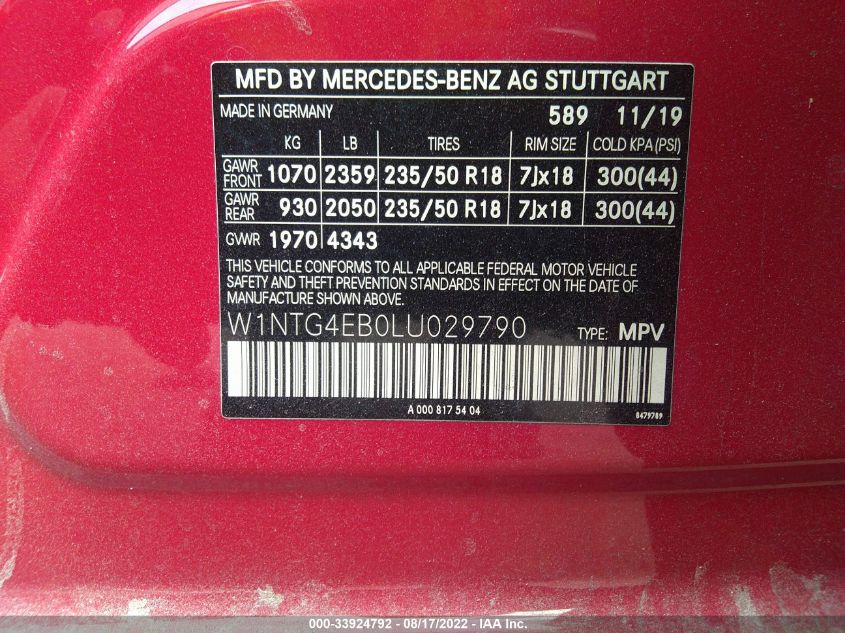 MFD BY MERCEDES-BENZ AG STUTTGART
MADE IN GERMANY 589 11/19
KG LB TIRES RIM SIZE COLD KPA (PSI)
GAWR FRONT 1070 2359 235/50 R18 7Jx18 300(44)
GAWR REAR 930 2050 235/50 R18 7Jx18 300(44)
GVWR 1970 4343
THIS VEHICLE CONFORMS TO ALL APPLICABLE FEDERAL MOTOR VEHICLE
SAFETY AND THEFT PREVENTION STANDARDS IN EFFECT ON THE DATE OF
MANUFACTURE SHOWN ABOVE.
W1NTG4EB0LU029790 TYPE: MPV
A 000 817 54 04 8479789
000-33924792 - 08/17/2022 - IAA Inc.